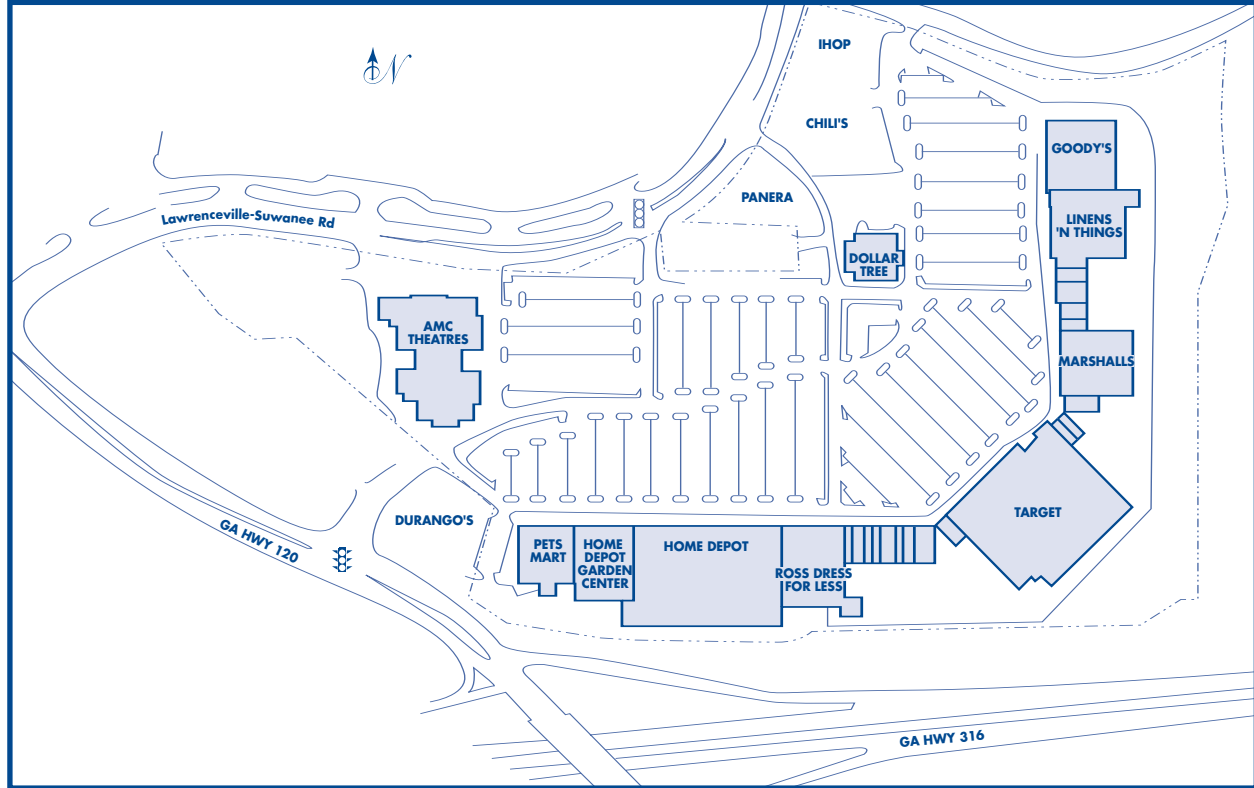 IHOP
N
CHILI'S
GOODY'S
PANERA
Lawrenceville-Suwanee Rd
LINENS
'N THINGS
DOLLAR
TREE
AMC
THEATRES
MARSHALLS
DURANGO'S
TARGET
GA HWY 120
PETS
MART
HOME
DEPOT
GARDEN
CENTER
HOME DEPOT
ROSS DRESS
FOR LESS
GA HWY 316